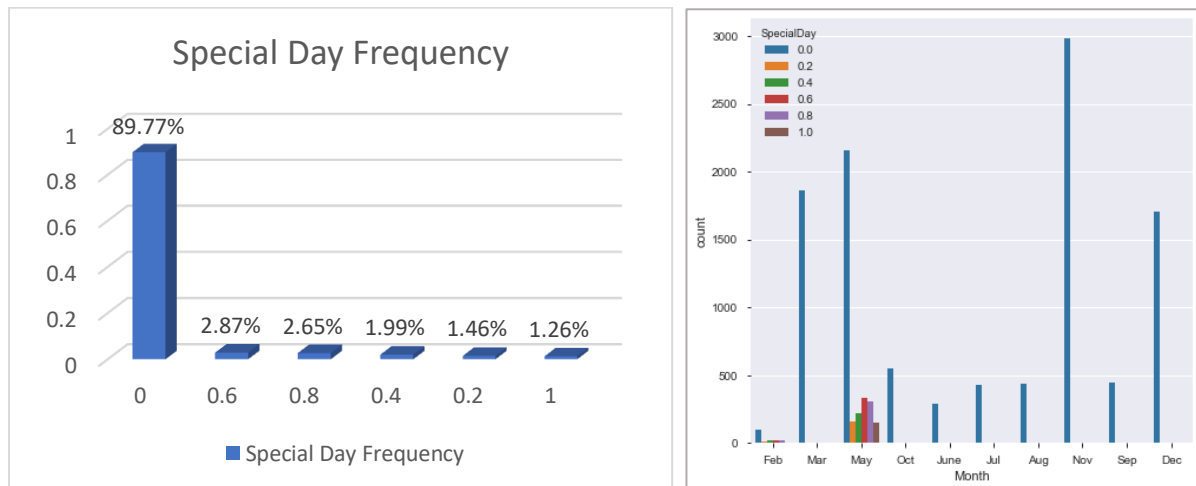 Special Day Frequency
89.77%
1
0.8
0.6
0.4
0.2
0
2.87% 2.65% 1.99% 1.46% 1.26%
0 0.6 0.8 0.4 0.2 1
Special Day Frequency
SpecialDay
0.0
0.2
0.4
0.6
0.8
1.0
3000
2500
2000
1500
1000
500
0
count
Feb Mar May Oct June Jul Aug Nov Sep Dec
Month